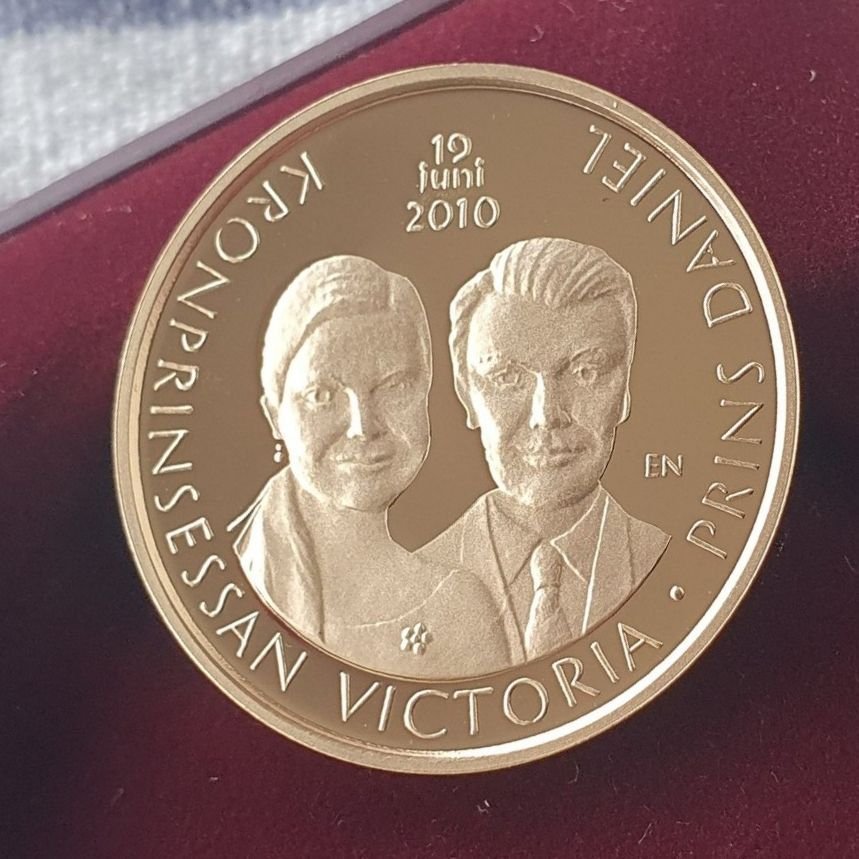 19
juni
2010
KRONPRINSESSAN VICTORIA • PRINS DANIEL
EN